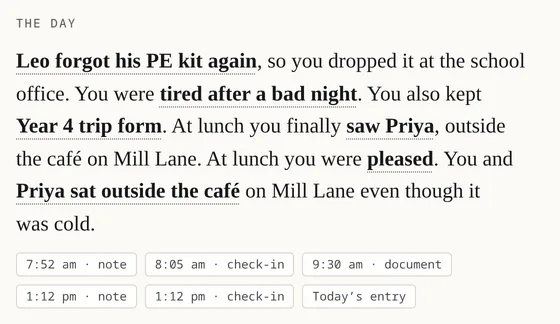 THE DAY
Leo forgot his PE kit again, so you dropped it at the school
office. You were tired after a bad night. You also kept
Year 4 trip form. At lunch you finally saw Priya, outside
the café on Mill Lane. At lunch you were pleased. You and
Priya sat outside the café on Mill Lane even though it
was cold.
7:52 am · note 8:05 am · check-in 9:30 am · document
1:12 pm · note 1:12 pm · check-in Today’s entry